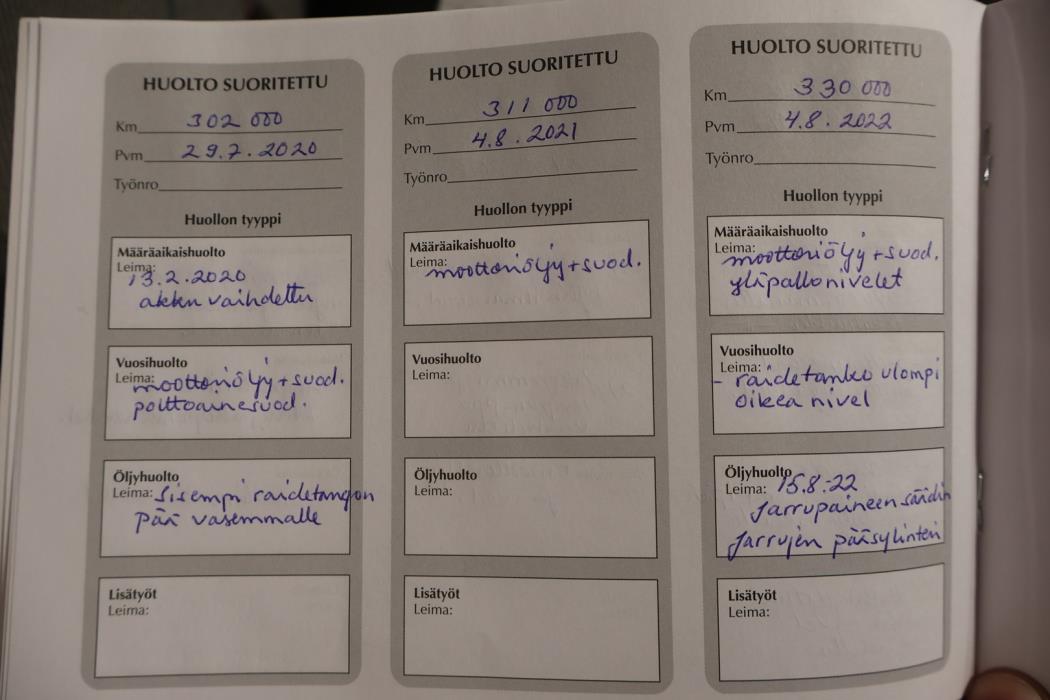 HUOLTO SUORITETTU
Km 302 000
Pvm 29.7.2020
Työnro
Huollon tyyppi
Määräaikaishuolto
Leima:
13.2.2020
akku vaihdettu
Vuosihuolto
Leima:
moottoriöljy + suod.
polttoainesuod.
Öljyhuolto
Leima: Sisempi raidetangon
pää vasemmalle
Lisätyöt
Leima:
HUOLTO SUORITETTU
Km 311 000
Pvm 4.8.2021
Työnro
Huollon tyyppi
Määräaikaishuolto
Leima:
moottoriöljy + suod.
Vuosihuolto
Leima:
Öljyhuolto
Leima:
Lisätyöt
Leima:
HUOLTO SUORITETTU
Km 330 000
Pvm 4.8.2022
Työnro
Huollon tyyppi
Määräaikaishuolto
Leima:
moottoriöljy + suod.
yläpallonivelet
Vuosihuolto
Leima:
- raidetanko ulompi
oikea nivel
Öljyhuolto
Leima: 15.8.22
Jarrupaineen säädin
Jarrujen pääsylinteri
Lisätyöt
Leima: